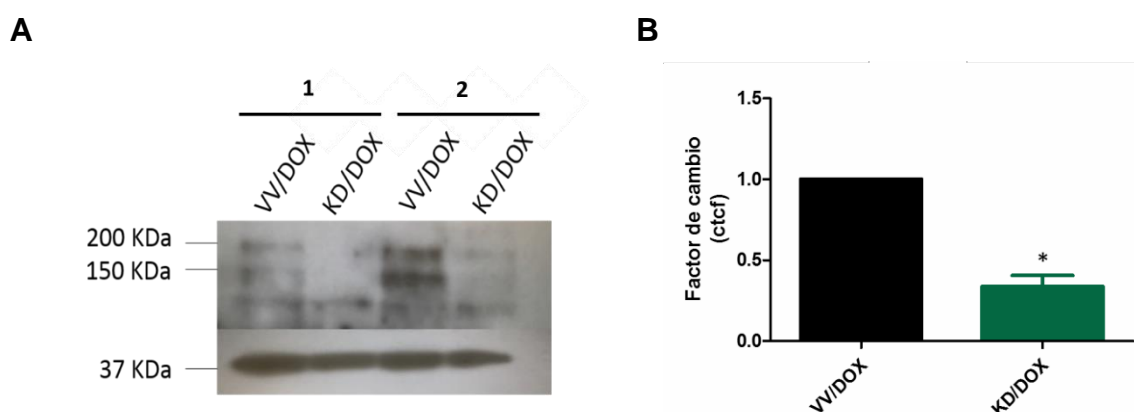 A
1 2
VV/DOX KD/DOX VV/DOX KD/DOX
200 KDa
150 KDa
37 KDa
B
Factor de cambio
(ctcf)
1.5
1.0
0.5
0.0
*
VV/DOX KD/DOX